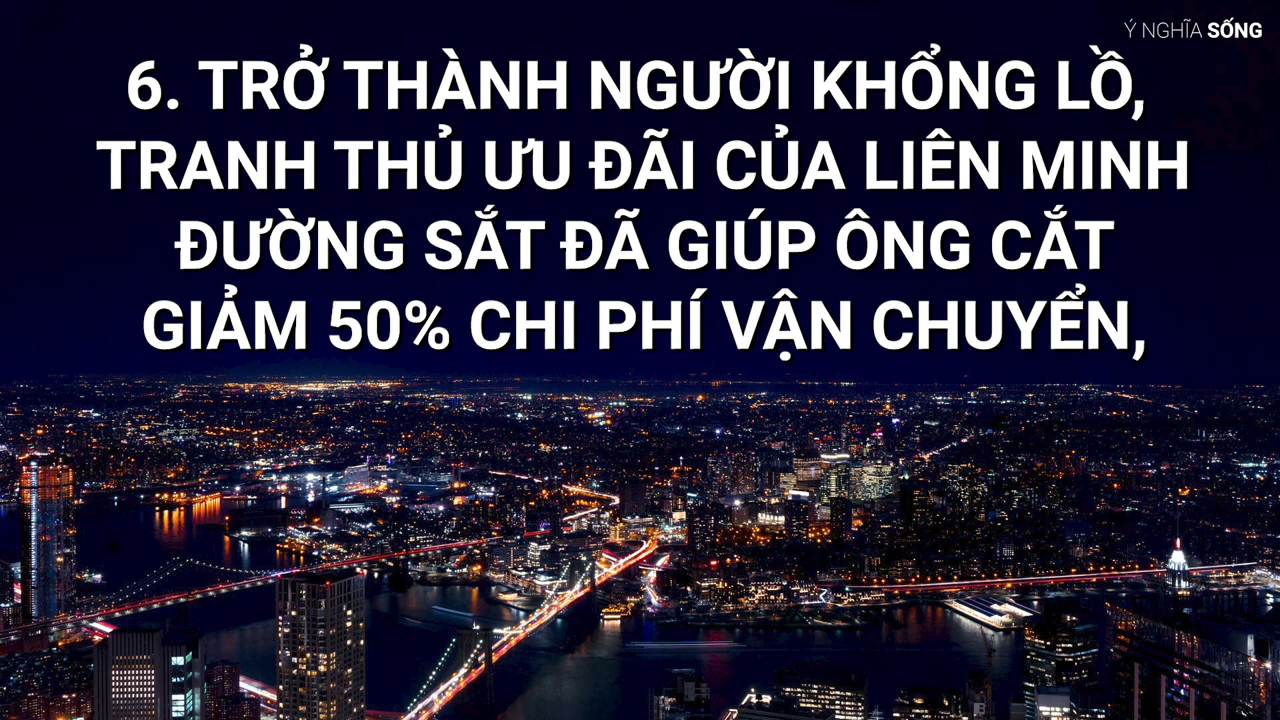 Ý NGHĨA SỐNG
6. TRỞ THÀNH NGƯỜI KHỔNG LỒ,
TRANH THỦ ƯU ĐÃI CỦA LIÊN MINH
ĐƯỜNG SẮT ĐÃ GIÚP ÔNG CẮT
GIẢM 50% CHI PHÍ VẬN CHUYỂN,